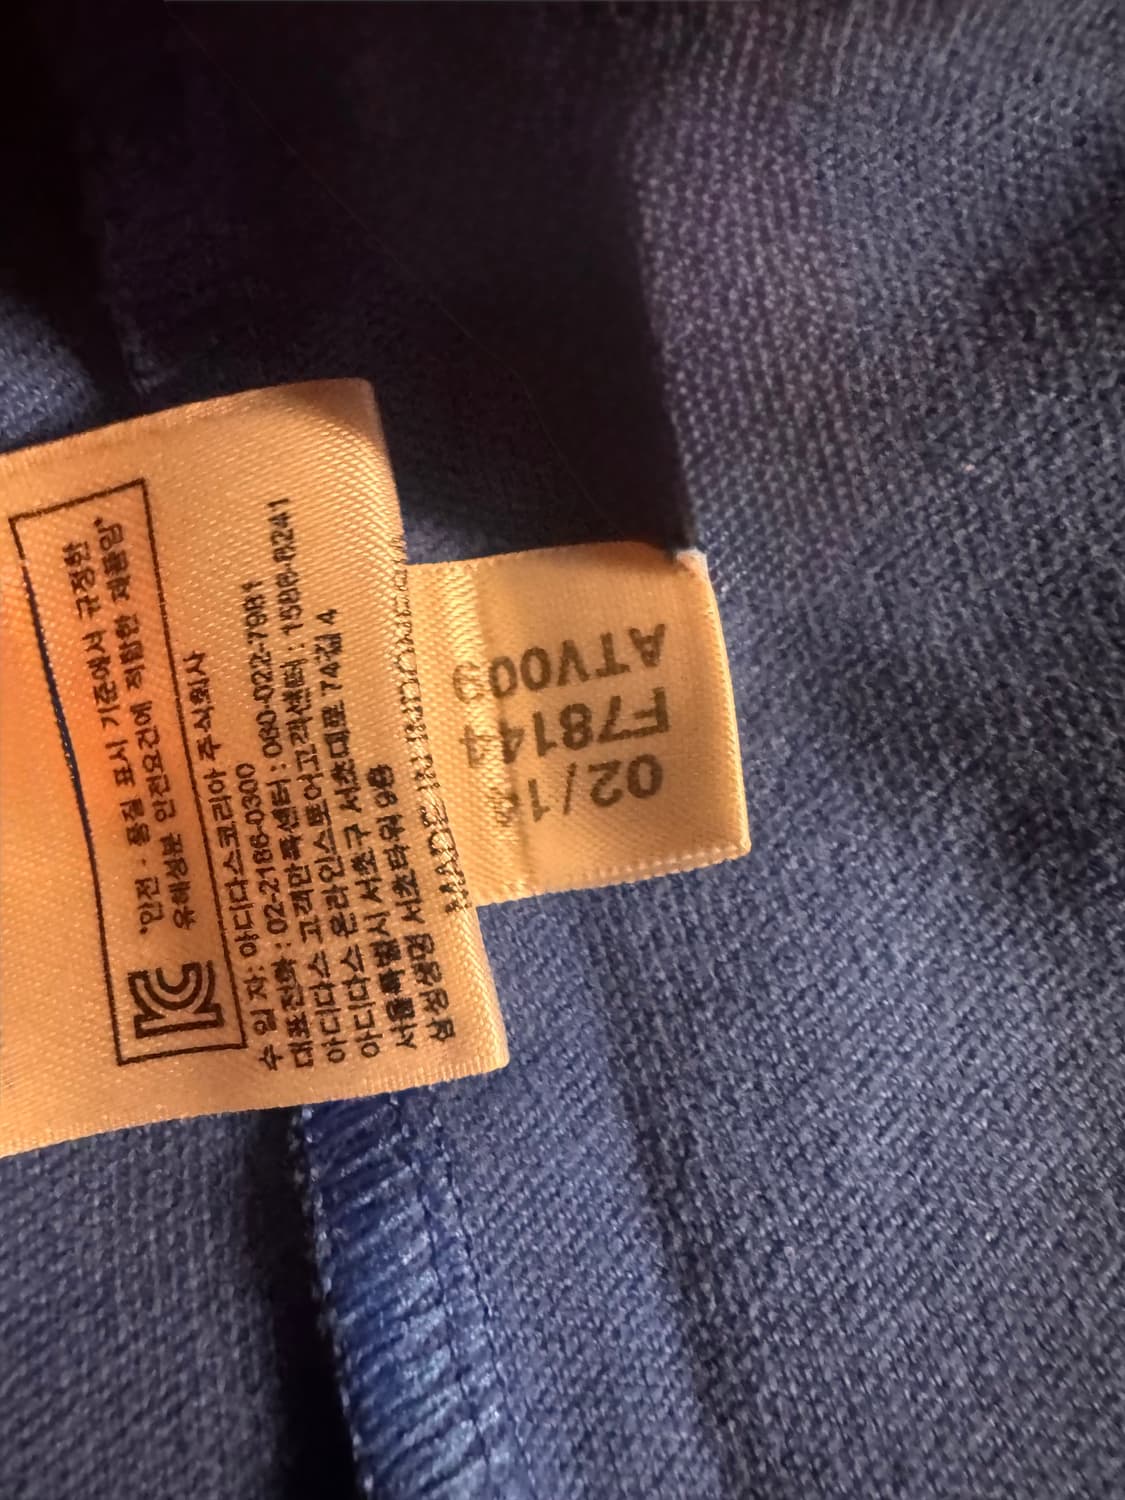 KC
"안전·품질 표시 기준에서 규정한
유해성분 안전요건에 적합한 제품임"
수 입 자: 아디다스코리아 주식회사
대표전화 : 02-2186-0300
아디다스 고객만족센터 : 080-022-7981
아디다스 온라인스토어고객센터 : 1588-8241
서울특별시 서초구 서초대로 74길 4
삼성생명 서초타워 9층
MADE IN
ATV00
F7814
02/1